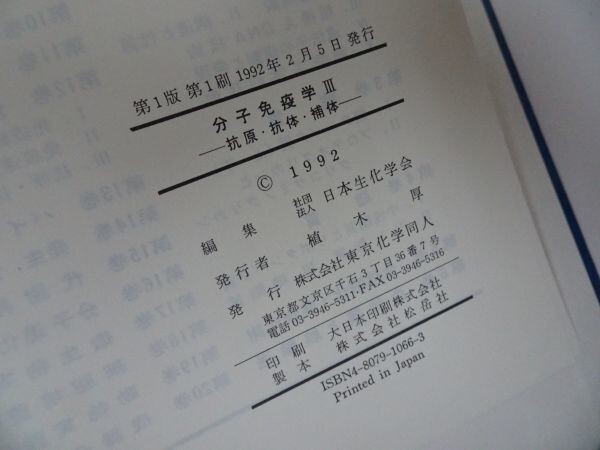 第1版 第1刷 1992年 2 月 5 日 発行
分子免疫学 III
——抗原・抗体・補体——
© 1992
編集 社団法人 日本生化学会
発行者 植木 厚
発行 株式会社 東京化学同人
東京都文京区千石 3 丁目 36 番 7 号
電話 03-3946-5311・FAX 03-3946-5316
印刷 大日本印刷株式会社
製本 株式会社 松岳社
ISBN4-8079-1066-3
Printed in Japan